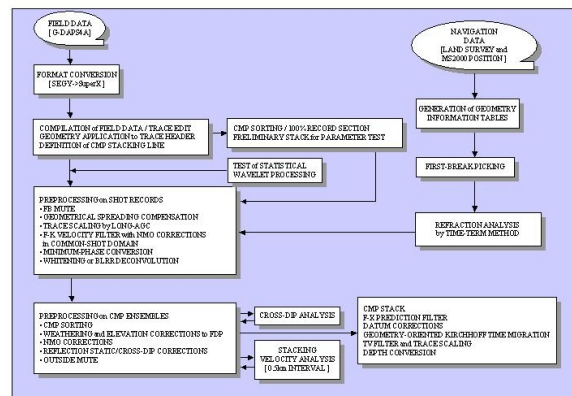 FIELD DATA
[G-DAPS4A]
FORMAT CONVERSION
[SEGY->SuperX]
COMPILATION of FIELD DATA / TRACE EDIT
GEOMETRY APPLICATION to TRACE HEADER
DEFINITION OF CMP STACKING LINE
CMP SORTING / 100% RECORD SECTION
PRELIMINARY STACK for PARAMETER TEST
NAVIGATION
DATA
[LAND SURVEY and
MS2000 POSITION]
GENERATION of GEOMETRY
INFORMATION TABLES
FIRST-BREAK PICKING
REFRACTION ANALYSIS
by TIME-TERM METHOD
TEST OF STATISTICAL
WAVELET PROCESSING
PREPROCESSING on SHOT RECORDS
• FB MUTE
• GEOMETRICAL SPREADING COMPENSATION
• TRACE SCALING by LONG-AGC
• F-K VELOCITY FILTER with NMO CORRECTIONS
in COMMON-SHOT DOMAIN
• MINIMUM-PHASE CONVERSION
• WHITENING or BLRR DECONVOLUTION
PREPROCESSING on CMP ENSEMBLES
• CMP SORTING
• WEATHERING and ELEVATION CORRECTIONS to FDP
• NMO CORRECTIONS
• REFLECTION STATIC/CROSS-DIP CORRECTIONS
• OUTSIDE MUTE
CROSS-DIP ANALYSIS
STACKING
VELOCITY ANALYSIS
[ 0.5km INTERVAL ]
CMP STACK
F-X PREDICTION FILTER
DATUM CORRECTIONS
GEOMETRY-ORIENTED KIRCHHOFF TIME MIGRATION
TV FILTER and TRACE SCALING
DEPTH CONVERSION